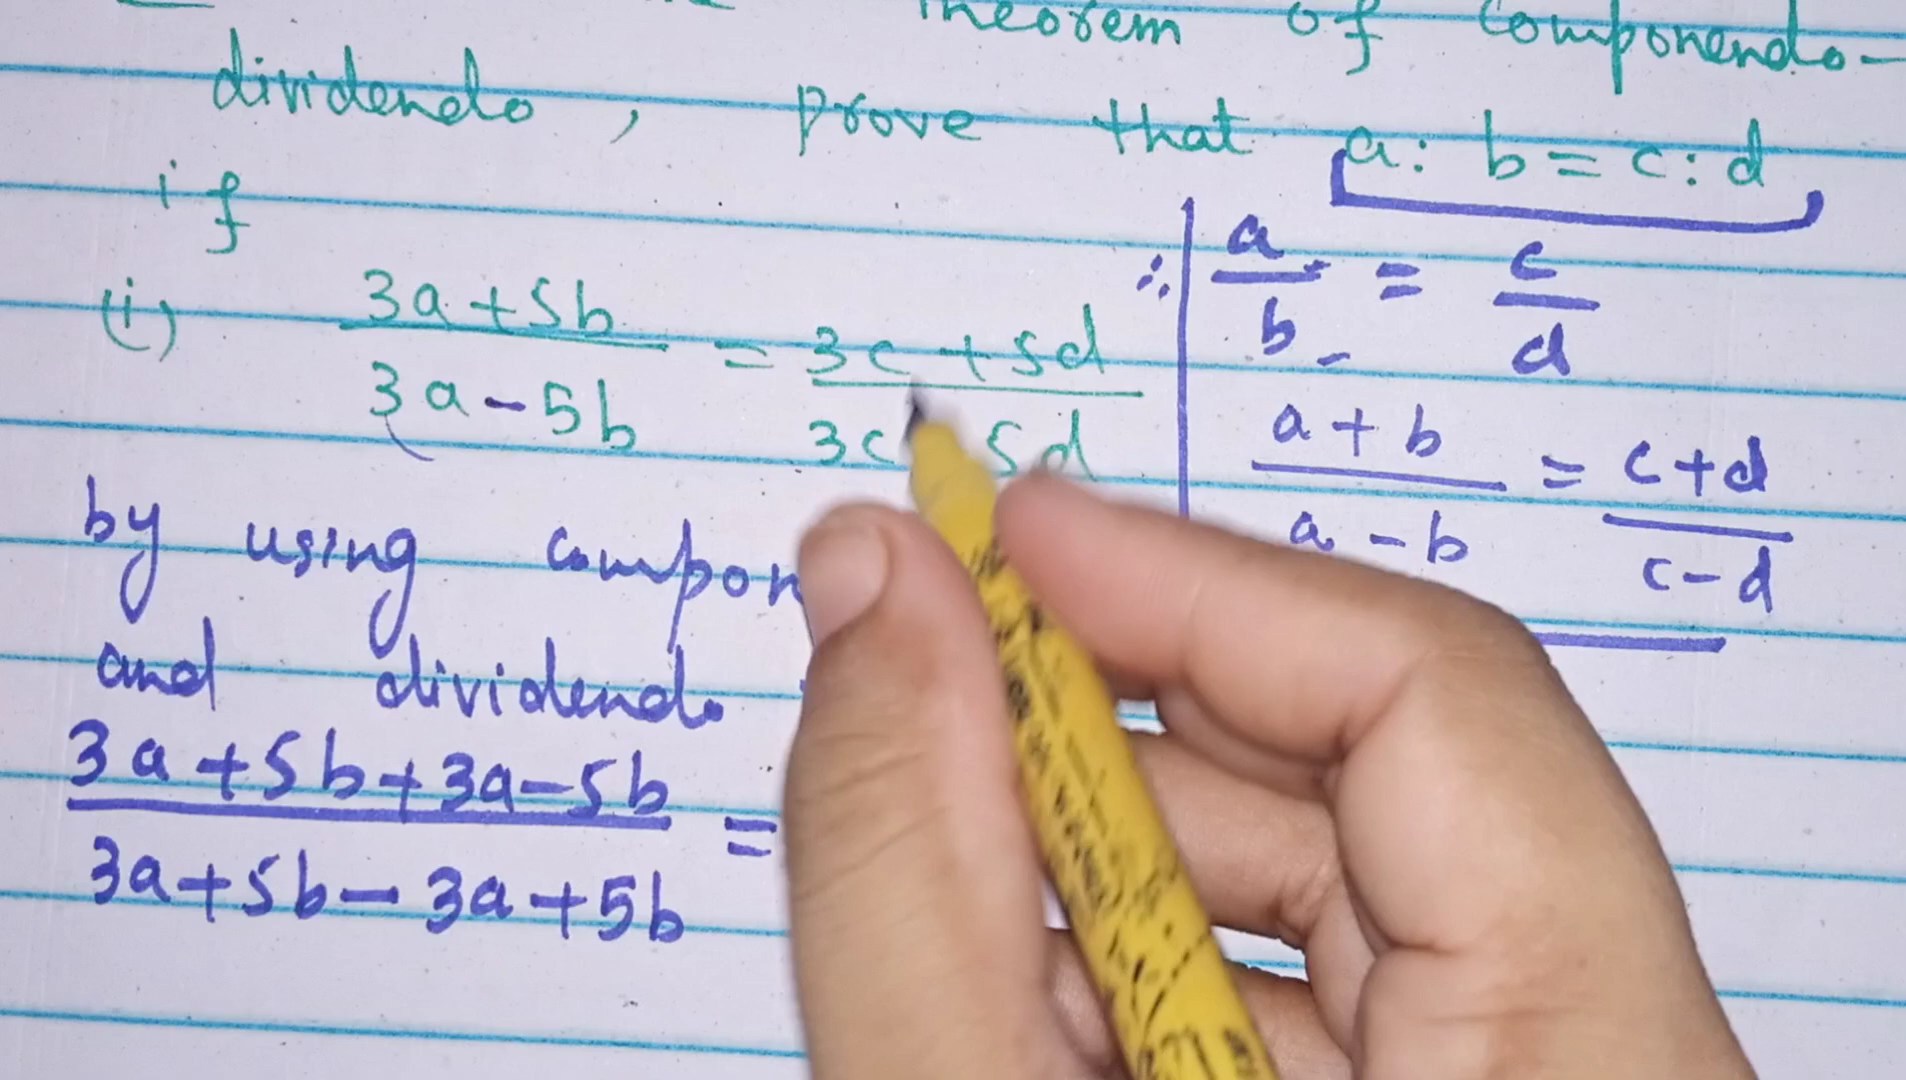 theorem of componendo-
dividendo, prove that a: b = c: d
if
(i) 3a+5b / 3a-5b = 3c+5d / 3c 5d
∴ a/b = c/d
a+b / a-b = c+d / c-d
by using compon
and dividendo
3a+5b+3a-5b / 3a+5b-3a+5b =